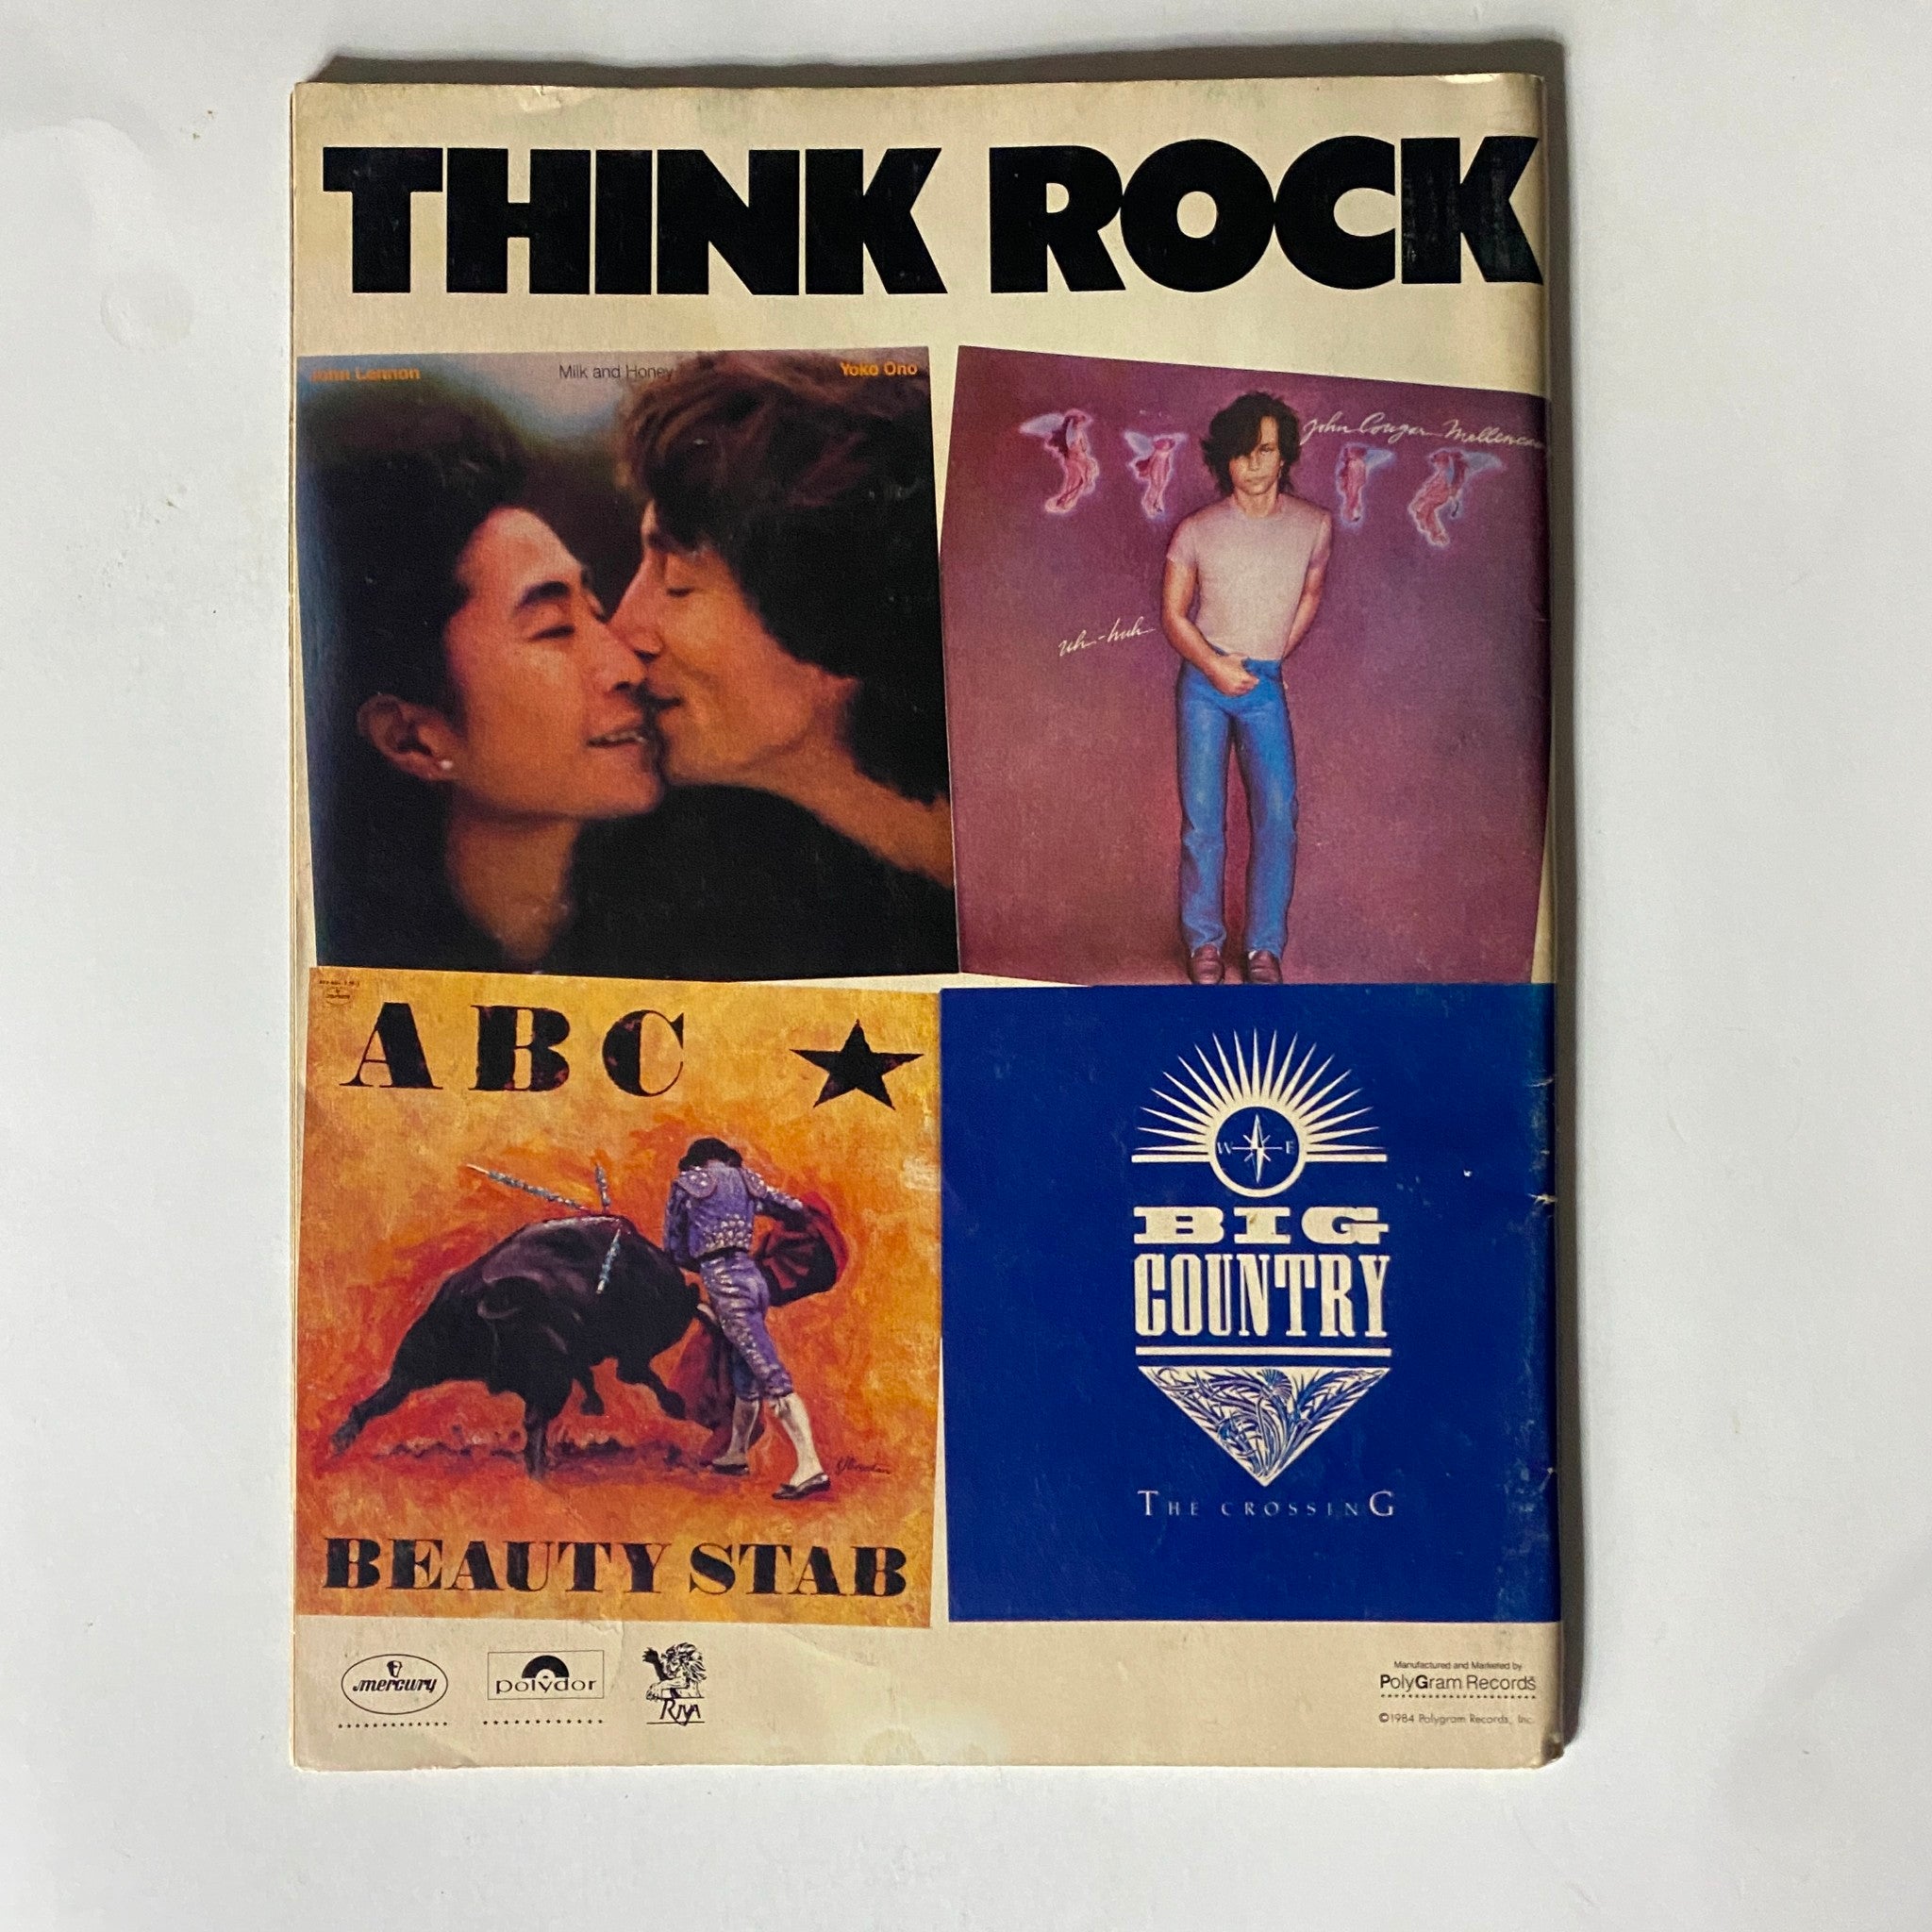 THINK ROCK
John Lennon
Milk and Honey
Yoko Ono
John Cougar Mellencam
uh-huh
ABC
BEAUTY STAB
W E
BIG
COUNTRY
THE CROSSING
mercury
polydor
RIVA
Manufactured and Marketed by
PolyGram Records
©1984 Polygram Records, Inc.